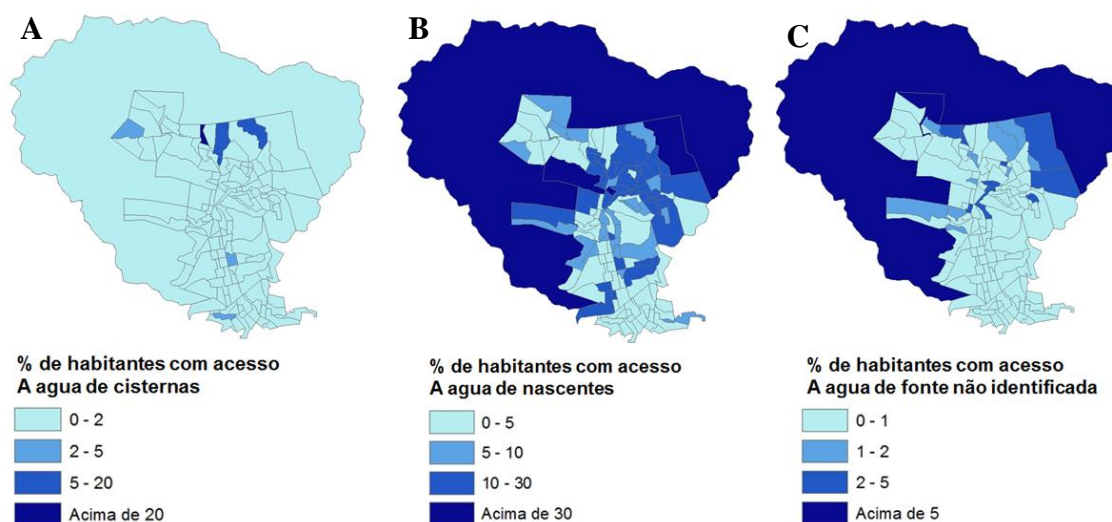 A
B
C
% de habitantes com acesso
A agua de cisternas
0 - 2
2 - 5
5 - 20
Acima de 20
% de habitantes com acesso
A agua de nascentes
0 - 5
5 - 10
10 - 30
Acima de 30
% de habitantes com acesso
A agua de fonte não identificada
0 - 1
1 - 2
2 - 5
Acima de 5